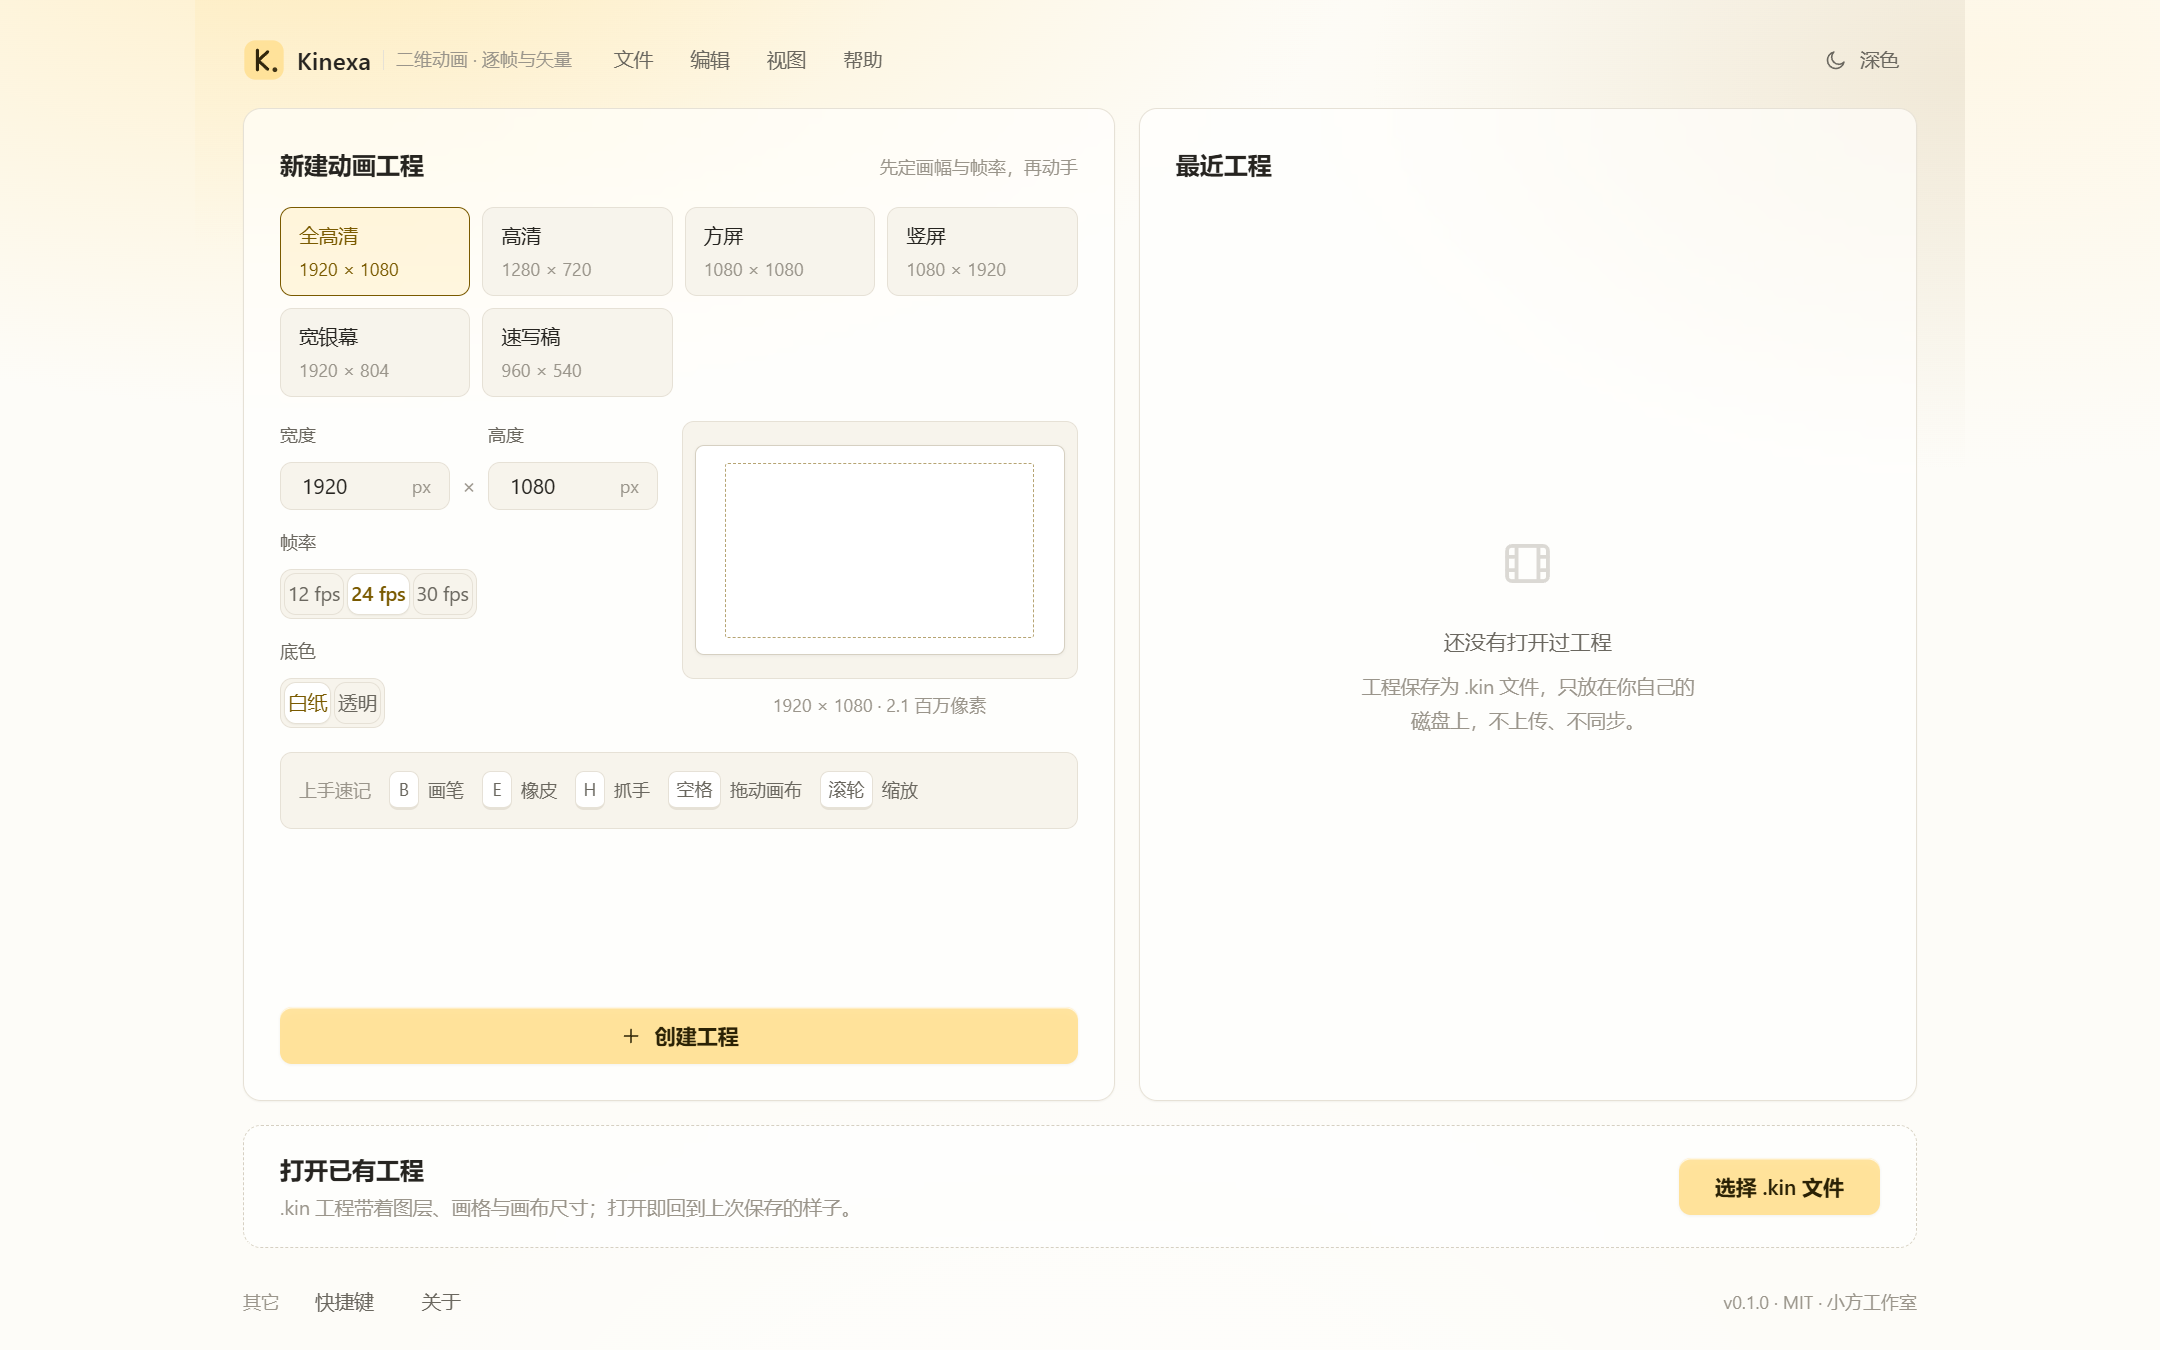 K. Kinexa 二维动画 · 逐帧与矢量 文件 编辑 视图 帮助 深色
新建动画工程 先定画幅与帧率，再动手
全高清 高清 方屏 竖屏
1920 × 1080 1280 × 720 1080 × 1080 1080 × 1920
宽银幕 速写稿
1920 × 804 960 × 540
宽度 高度
1920 px × 1080 px
帧率
12 fps 24 fps 30 fps
底色
白纸 透明
1920 × 1080 · 2.1 百万像素
上手速记 B 画笔 E 橡皮 H 抓手 空格 拖动画布 滚轮 缩放
+ 创建工程
最近工程
还没有打开过工程
工程保存为 .kin 文件，只放在你自己的
磁盘上，不上传、不同步。
打开已有工程
.kin 工程带着图层、画格与画布尺寸；打开即回到上次保存的样子。
选择 .kin 文件
其它 快捷键 关于
v0.1.0 · MIT · 小方工作室